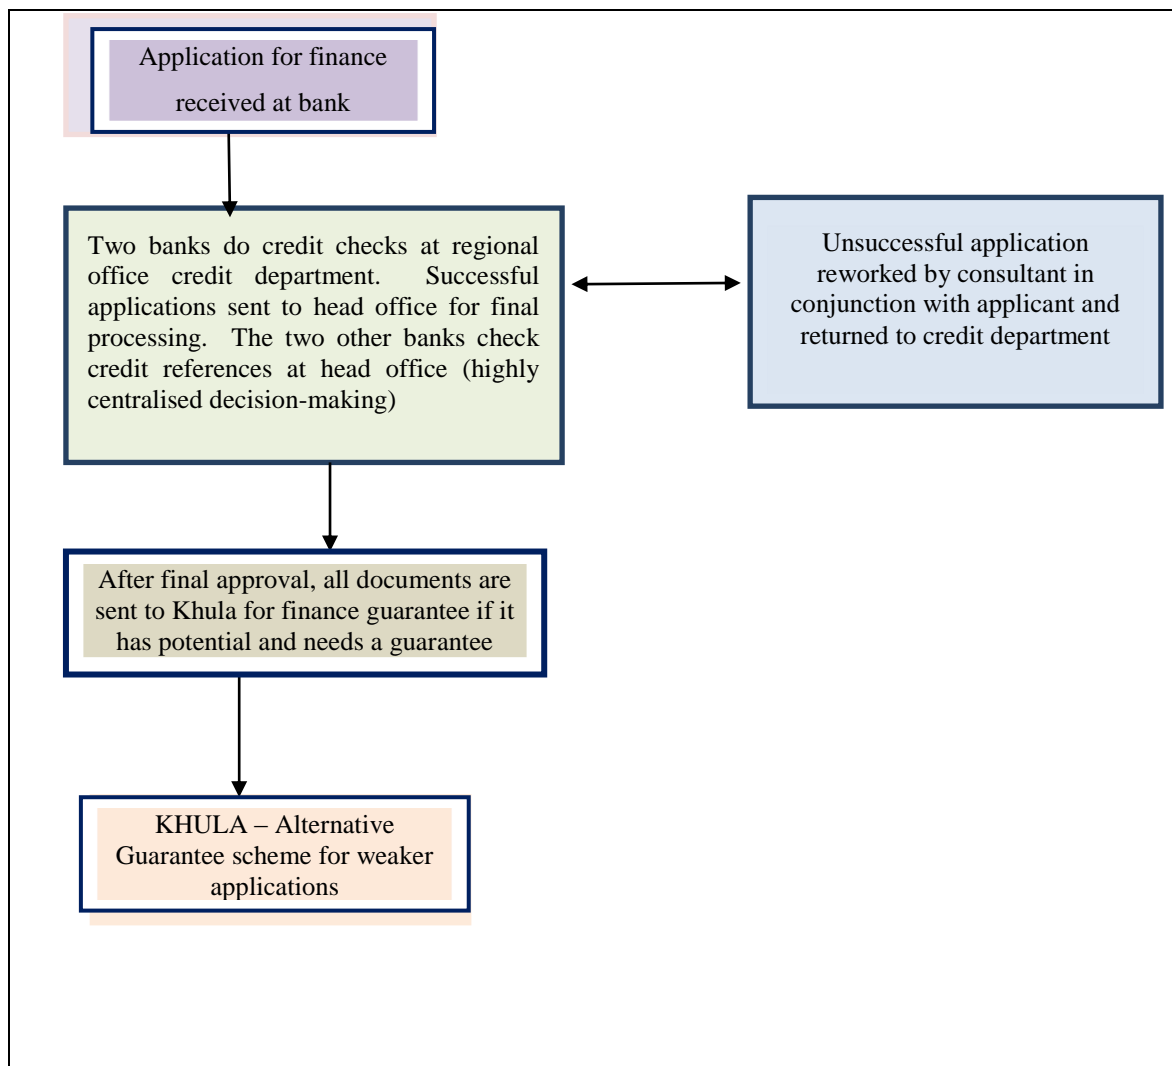 Application for finance
received at bank
Two banks do credit checks at regional
office credit department.  Successful
applications sent to head office for final
processing.  The two other banks check
credit references at head office (highly
centralised decision-making)
Unsuccessful application
reworked by consultant in
conjunction with applicant and
returned to credit department
After final approval, all documents are
sent to Khula for finance guarantee if it
has potential and needs a guarantee
KHULA – Alternative
Guarantee scheme for weaker
applications